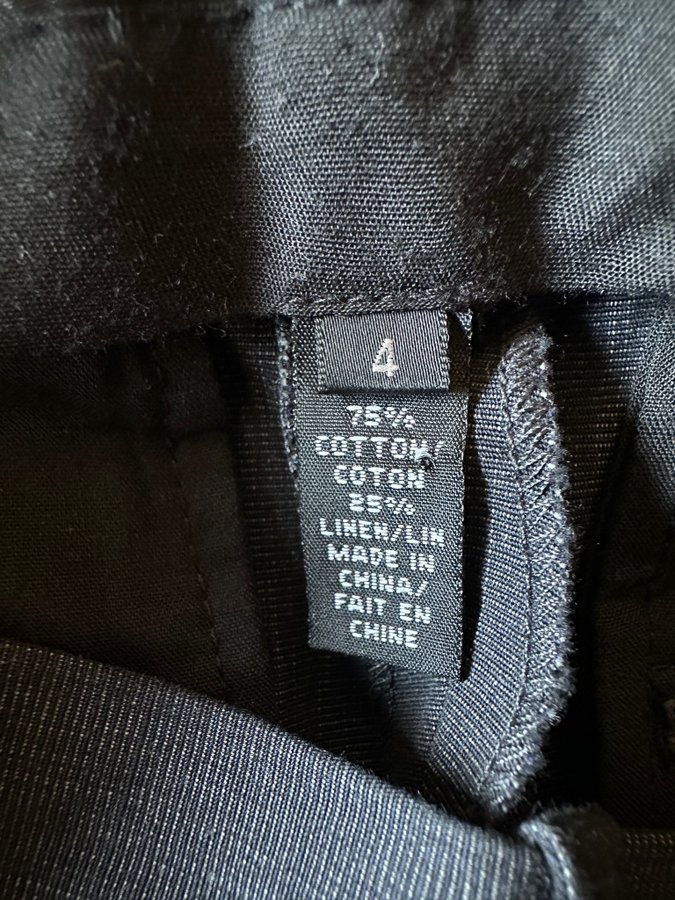 4
75%
COTTON/
COTON
25%
LINEN/LIN
MADE IN
CHINA/
FAIT EN
CHINE